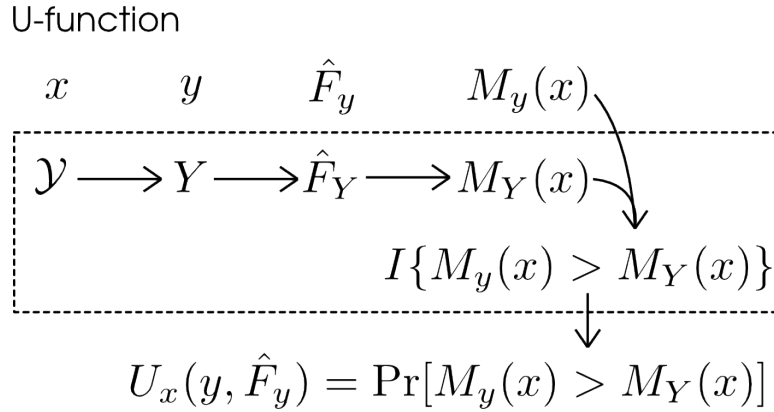 U-function
x y F̂_y M_y(x)
𝒴 → Y → F̂_Y → M_Y(x)
I{M_y(x) > M_Y(x)}
U_x(y, F̂_y) = Pr[M_y(x) > M_Y(x)]